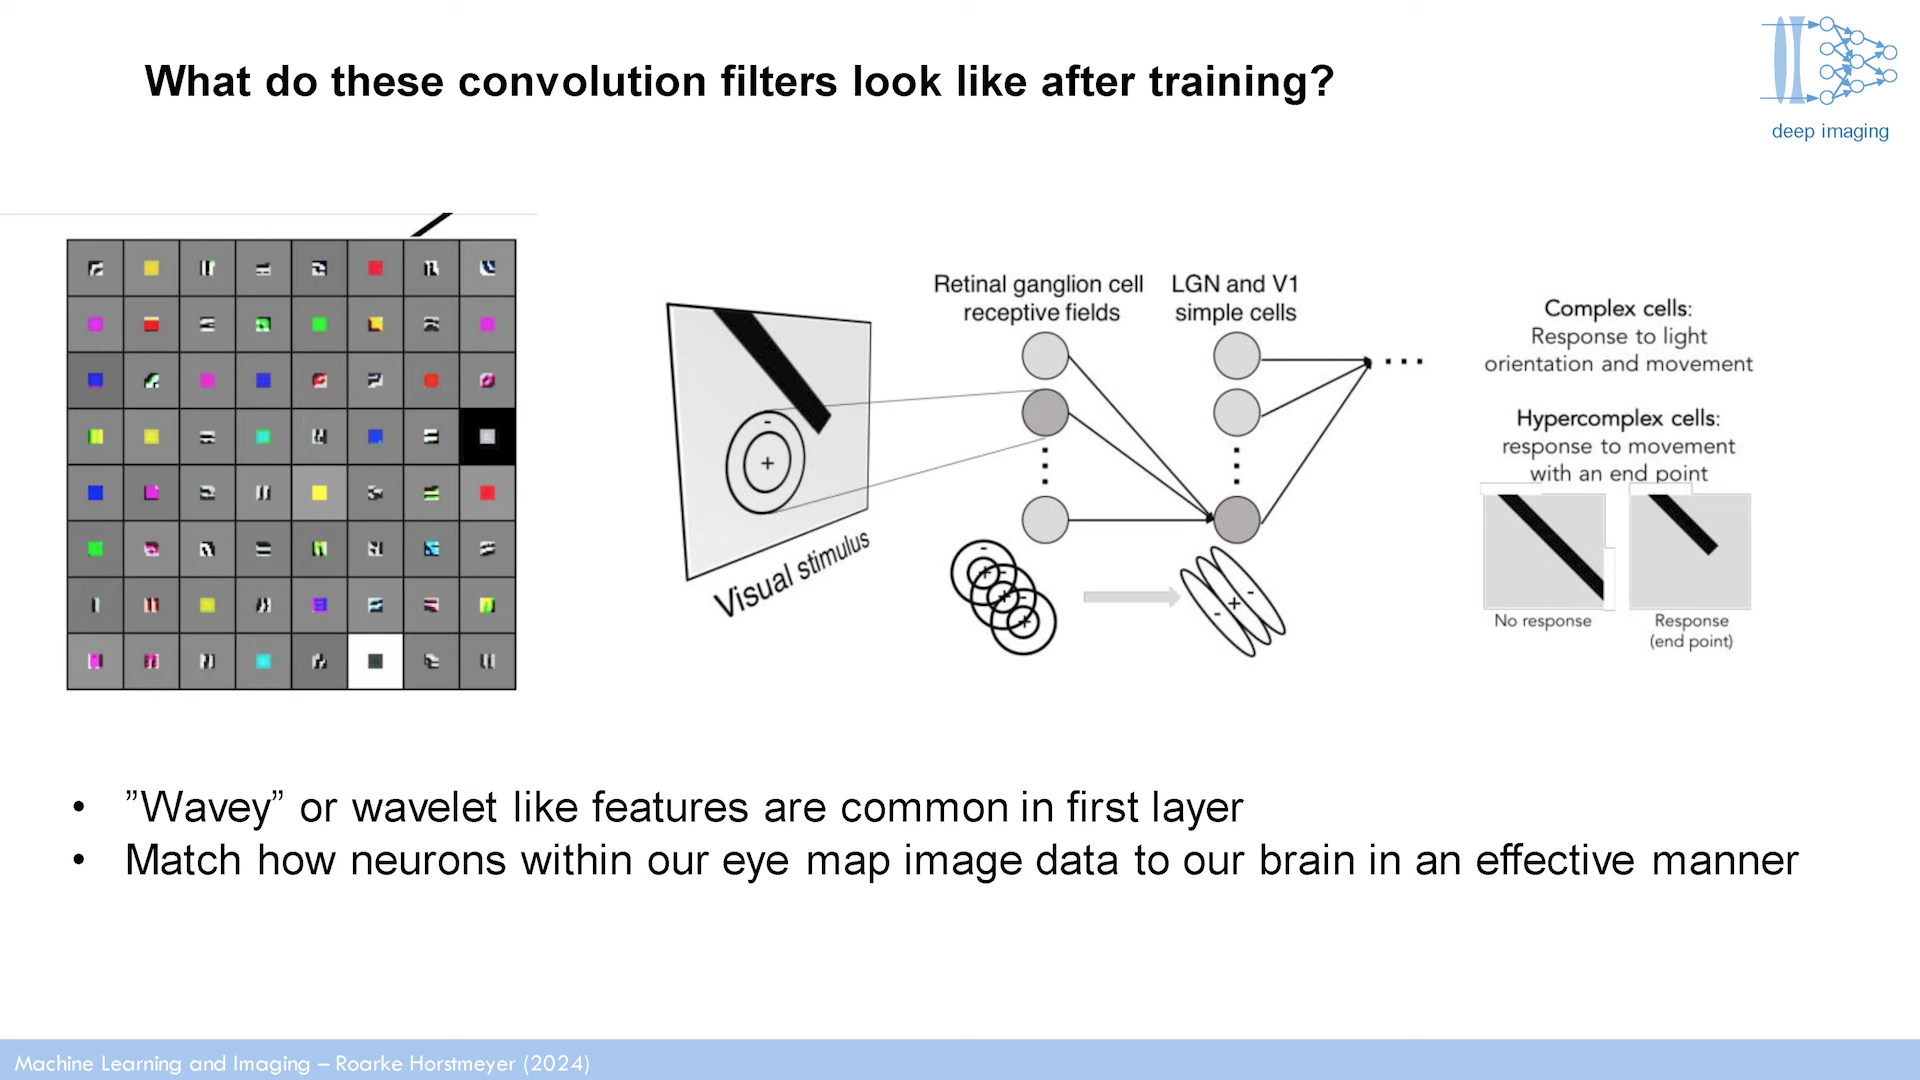 What do these convolution filters look like after training?
deep imaging
Retinal ganglion cell
receptive fields
LGN and V1
simple cells
Complex cells:
Response to light
orientation and movement
Hypercomplex cells:
response to movement
with an end point
-
+
Visual stimulus
- + - + - +
- + -
No response
Response
(end point)
• ”Wavey” or wavelet like features are common in first layer
• Match how neurons within our eye map image data to our brain in an effective manner
Machine Learning and Imaging – Roarke Horstmeyer (2024)